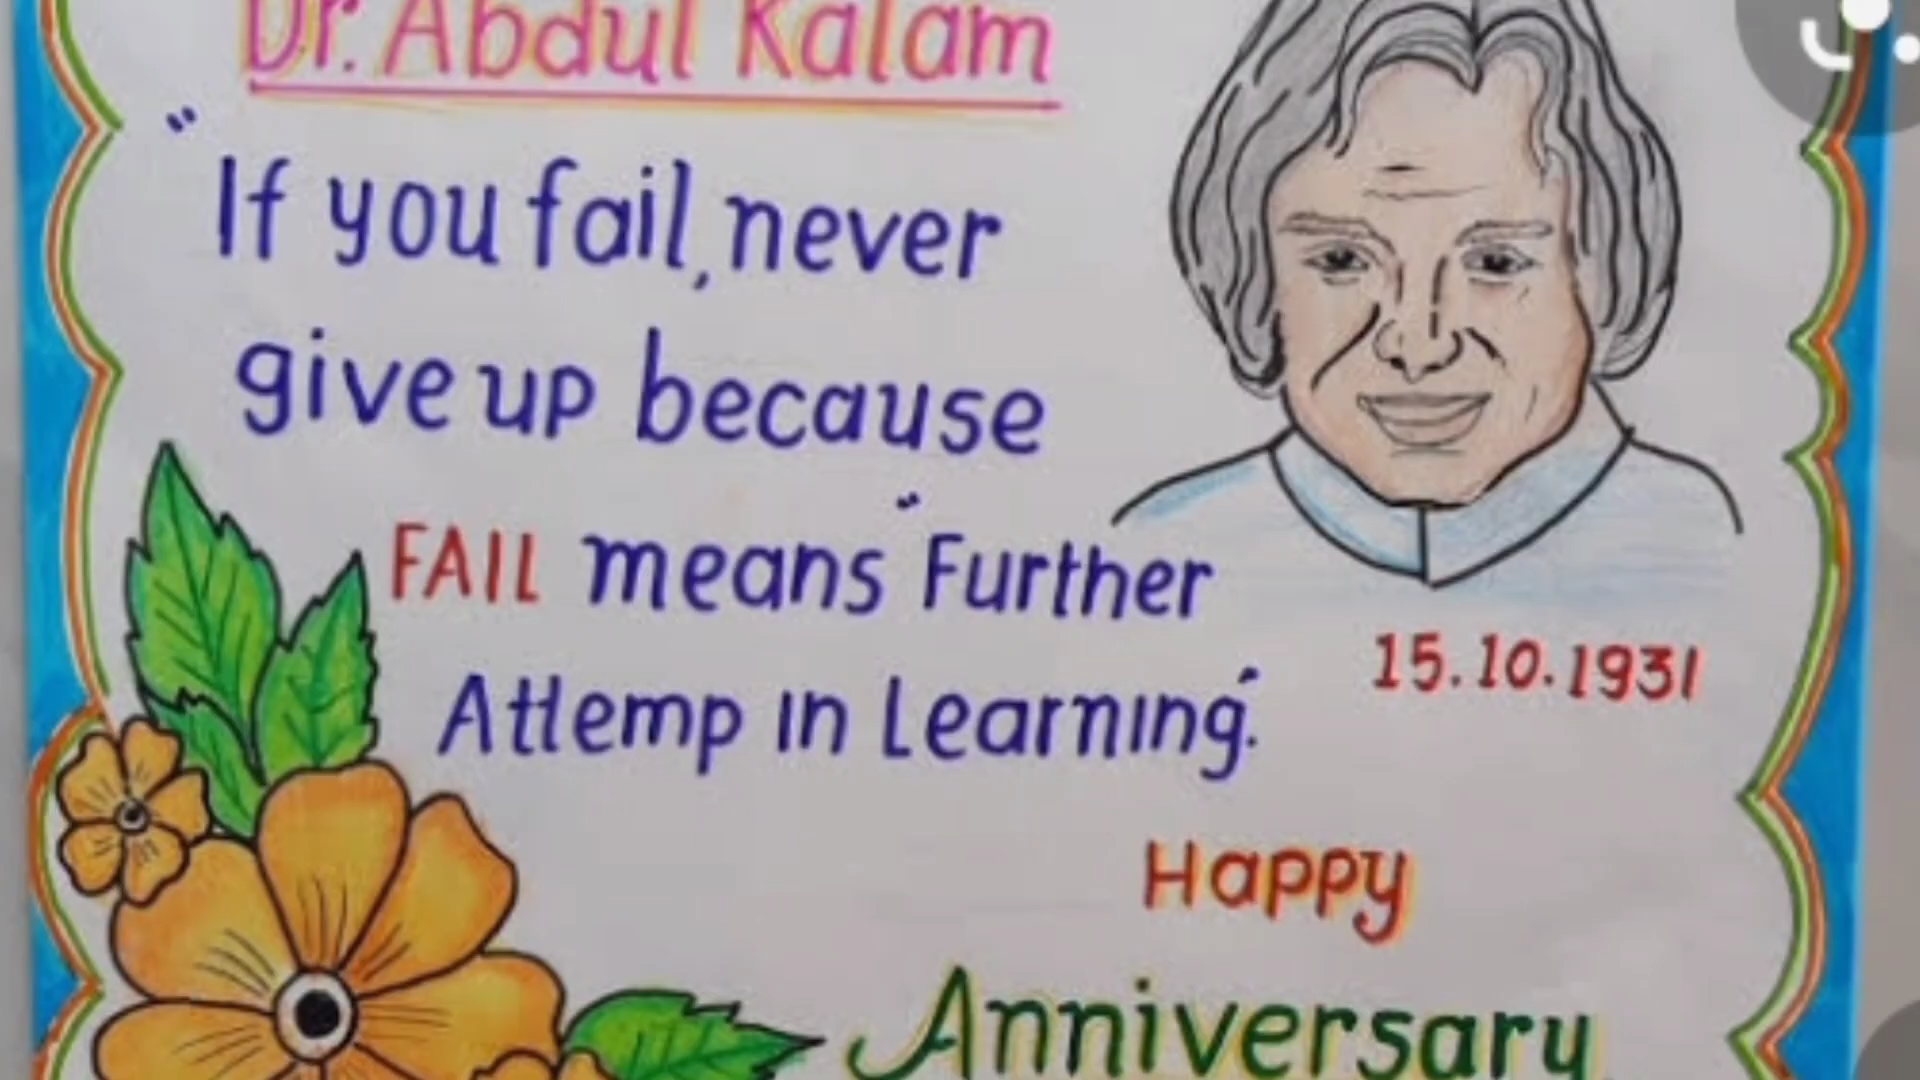 Dr. Abdul Kalam
"If you fail, never
give up because
FAIL means "Further
Attemp in Learning".
15.10.1931
Happy
Anniversary